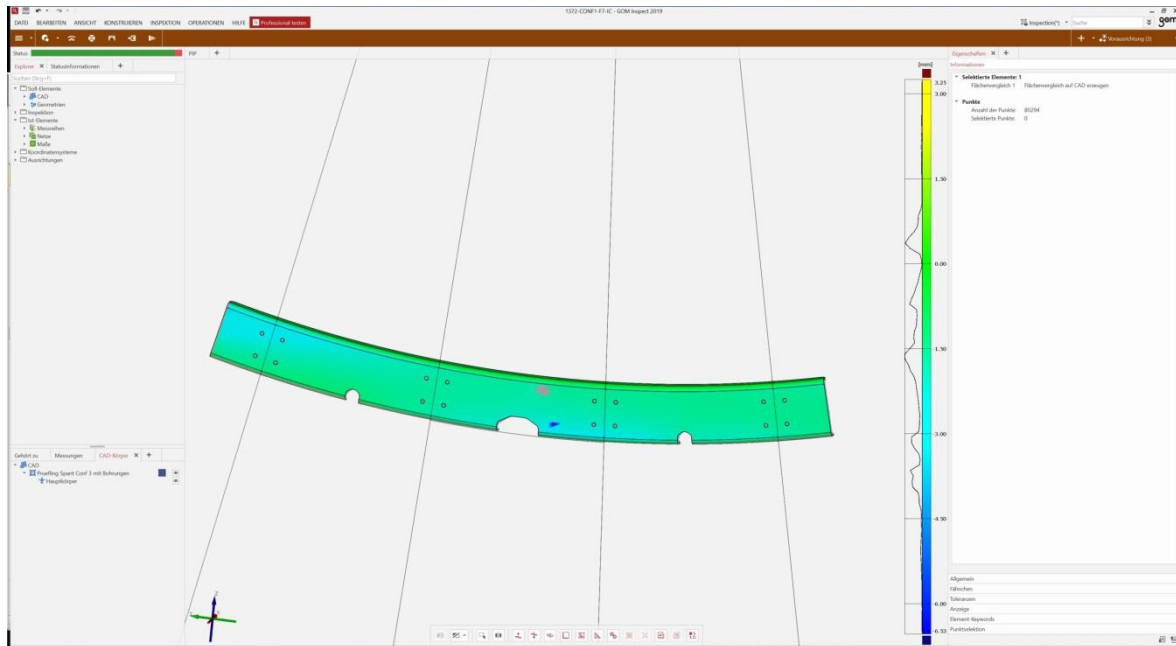 1372-CONF1-F7-IC - GOM Inspect 2019
DATEI BEARBEITEN ANSICHT KONSTRUIEREN INSPEKTION OPERATIONEN HILFE Professional testen
Inspection(*) Suche gom
Vorausrichtung (3)
Status PIP
Explorer Statusinformationen
Suchen (Strg+F)
Soll-Elemente
CAD
Geometrien
Inspektion
Ist-Elemente
Messreihen
Netze
Maße
Koordinatensysteme
Ausrichtungen
Gehört zu Messungen CAD-Körper
CAD
Pruefling Spant Conf 3 mit Bohrungen
Hauptkörper
[mm]
3.25
3.00
1.50
0.00
-1.50
-3.00
-4.50
-6.00
-6.53
Z
Eigenschaften
Informationen
Selektierte Elemente: 1
Flächenvergleich 1 Flächenvergleich auf CAD erzeugen
Punkte
Anzahl der Punkte: 80294
Selektierte Punkte: 0
Allgemein
Fähnchen
Toleranzen
Anzeige
Element-Keywords
Punktselektion